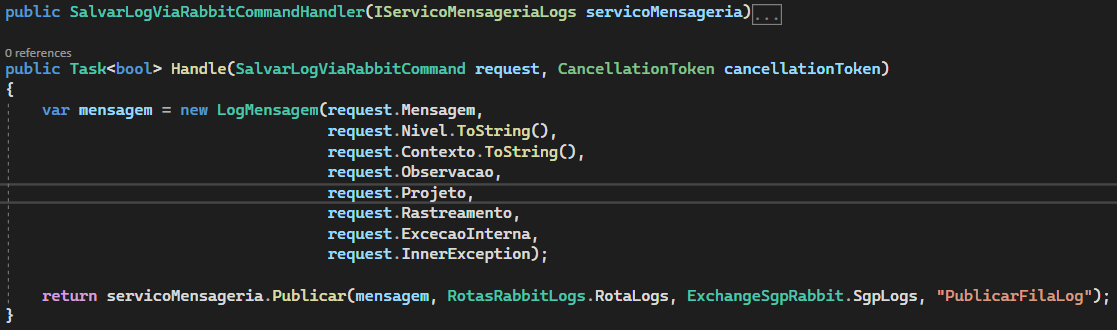 public SalvarLogViaRabbitCommandHandler(IServicoMensageriaLogs servicoMensageria)...
0 references
public Task<bool> Handle(SalvarLogViaRabbitCommand request, CancellationToken cancellationToken)
{
var mensagem = new LogMensagem(request.Mensagem,
request.Nivel.ToString(),
request.Contexto.ToString(),
request.Observacao,
request.Projeto,
request.Rastreamento,
request.ExcecaoInterna,
request.InnerException);
return servicoMensageria.Publicar(mensagem, RotasRabbitLogs.RotaLogs, ExchangeSgpRabbit.SgpLogs, "PublicarFilaLog");
}